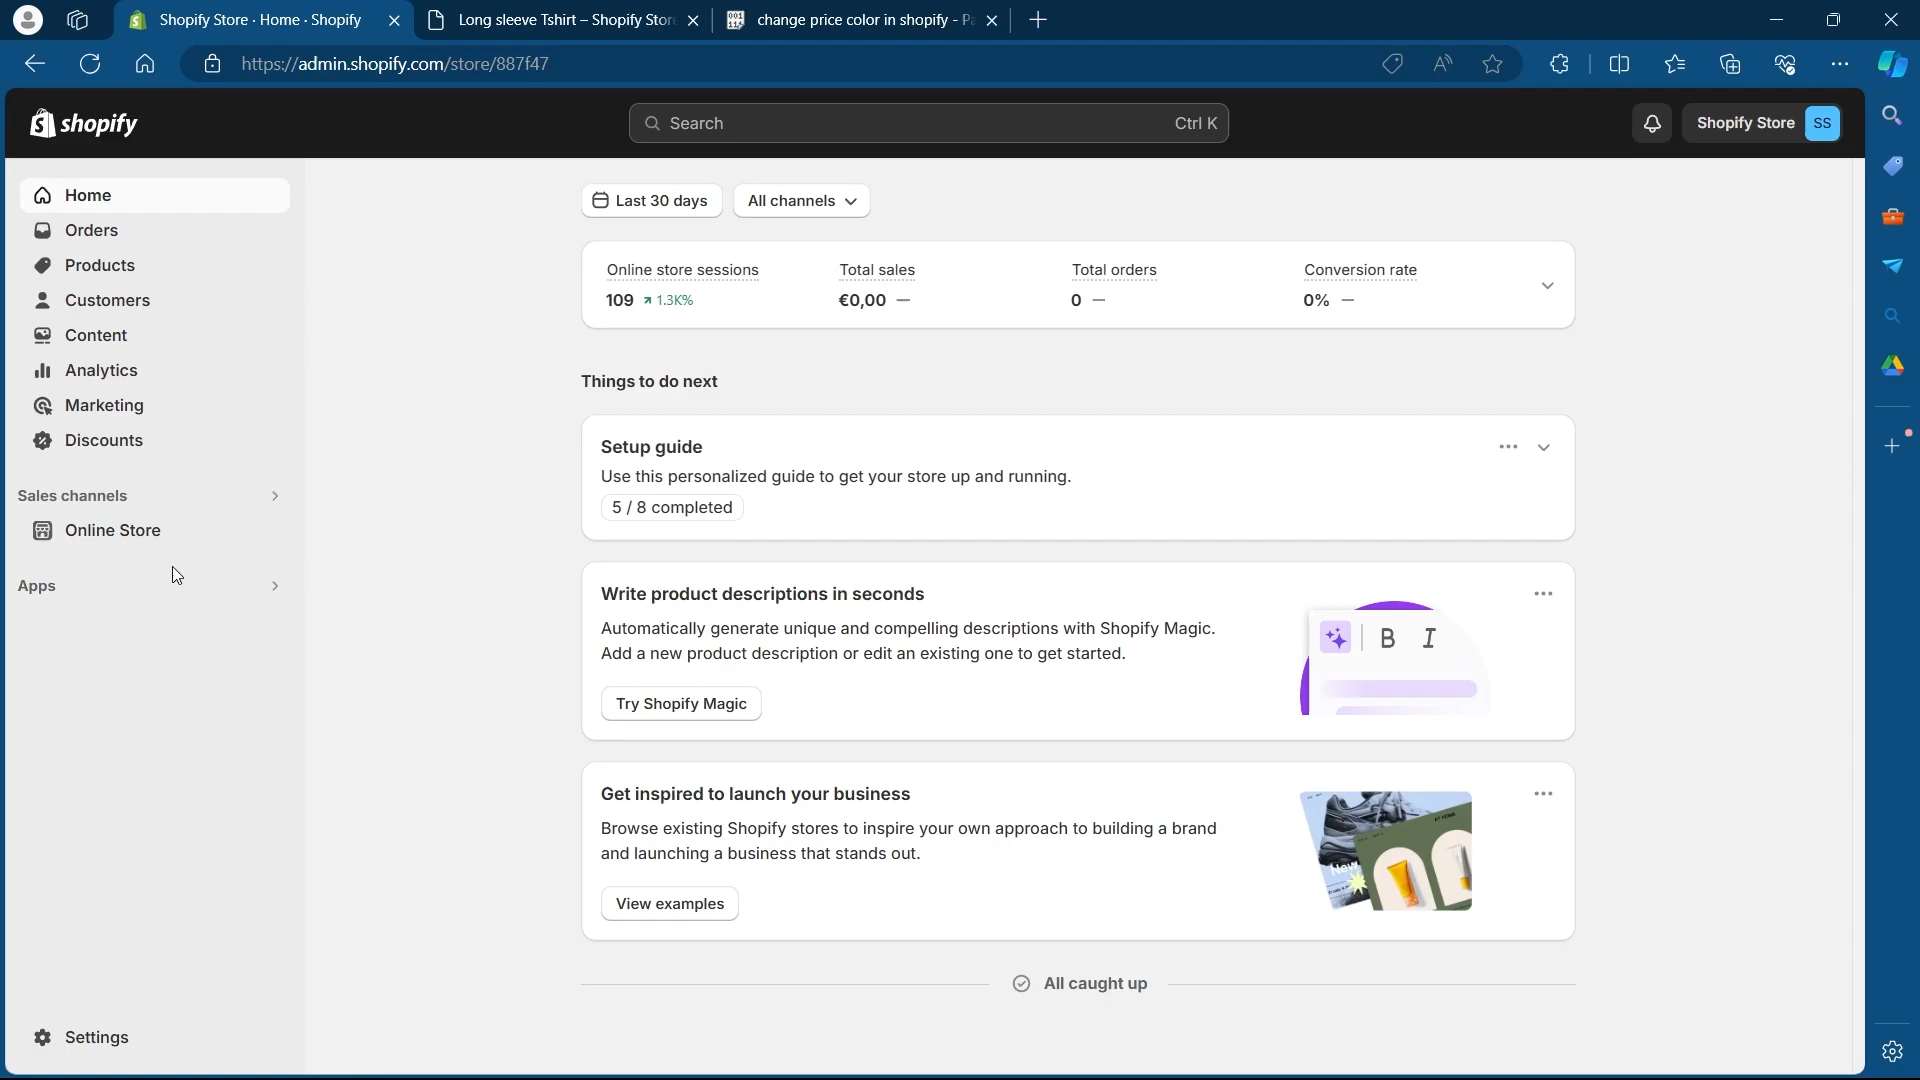 Shopify Store · Home · Shopify
Long sleeve Tshirt – Shopify Stor
change price color in shopify - Pa
https://admin.shopify.com/store/887f47
shopify
Search
Ctrl K
Shopify Store
SS
Home
Orders
Products
Customers
Content
Analytics
Marketing
Discounts
Sales channels
Online Store
Apps
Settings
Last 30 days
All channels
Online store sessions
109 1.3K%
Total sales
€0,00 —
Total orders
0 —
Conversion rate
0% —
Things to do next
Setup guide
Use this personalized guide to get your store up and running.
5 / 8 completed
Write product descriptions in seconds
Automatically generate unique and compelling descriptions with Shopify Magic.
Add a new product description or edit an existing one to get started.
Try Shopify Magic
B I
Get inspired to launch your business
Browse existing Shopify stores to inspire your own approach to building a brand
and launching a business that stands out.
View examples
New
All caught up